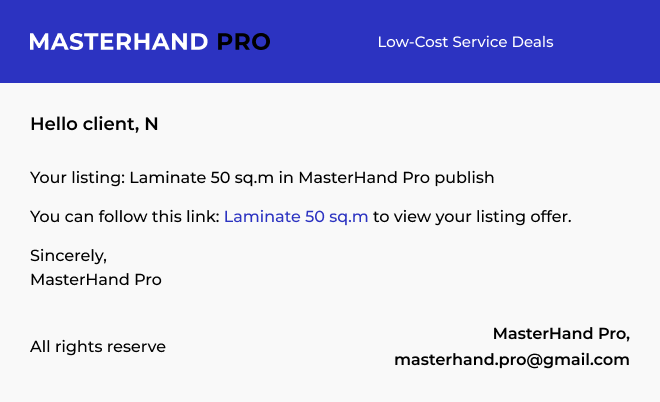 MASTERHAND PRO
Low-Cost Service Deals
Hello client, N
Your listing: Laminate 50 sq.m in MasterHand Pro publish
You can follow this link: Laminate 50 sq.m to view your listing offer.
Sincerely,
MasterHand Pro
All rights reserve
MasterHand Pro,
masterhand.pro@gmail.com